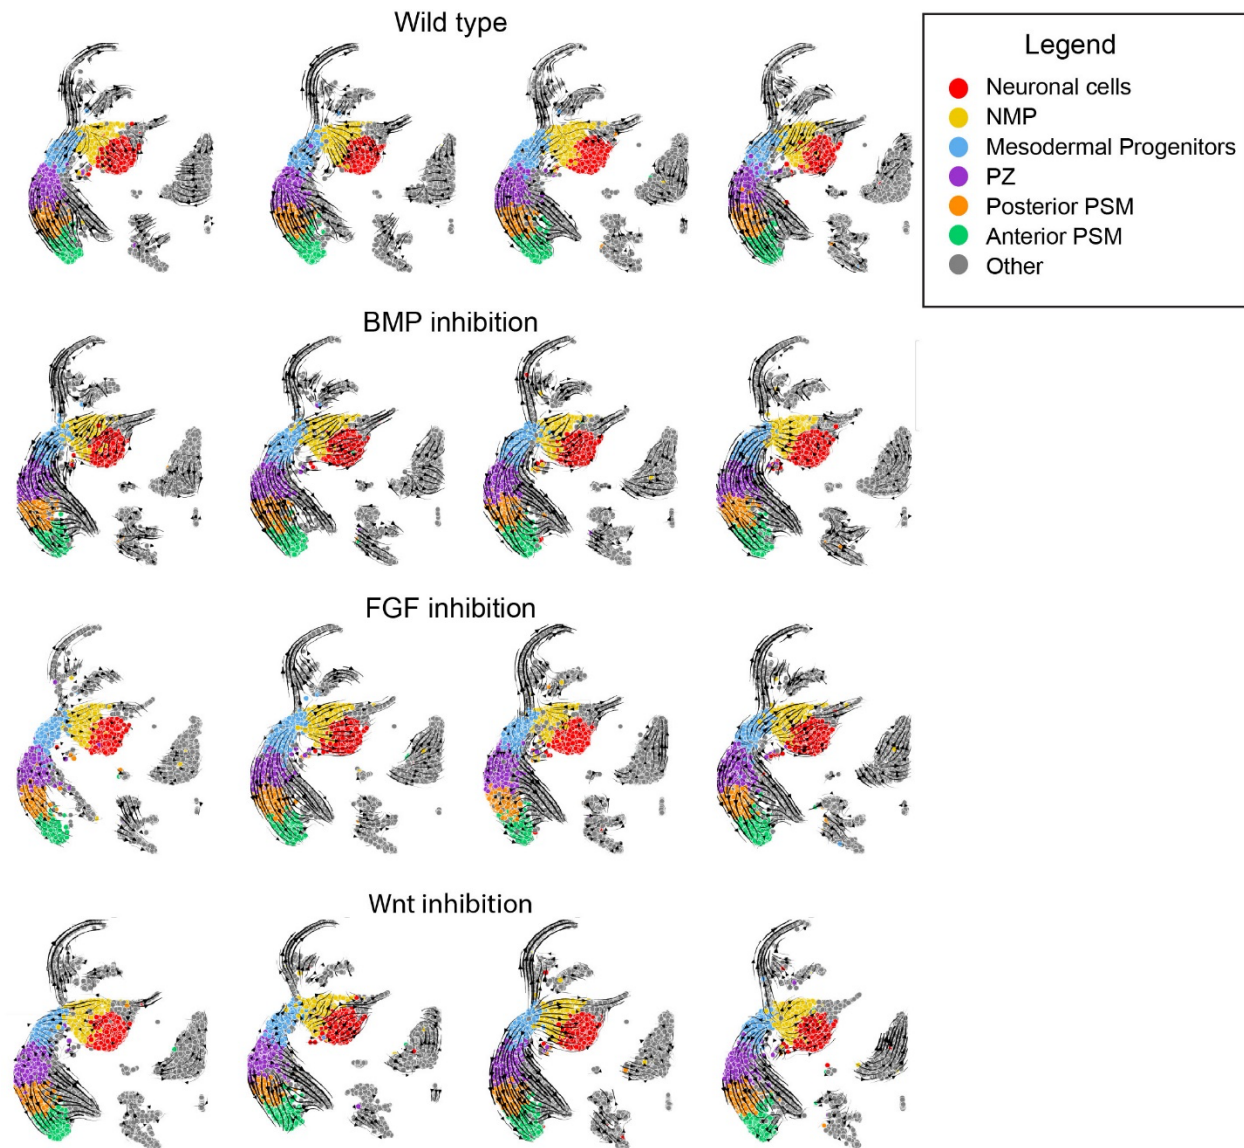 Wild type
Legend
Neuronal cells
NMP
Mesodermal Progenitors
PZ
Posterior PSM
Anterior PSM
Other
BMP inhibition
FGF inhibition
Wnt inhibition